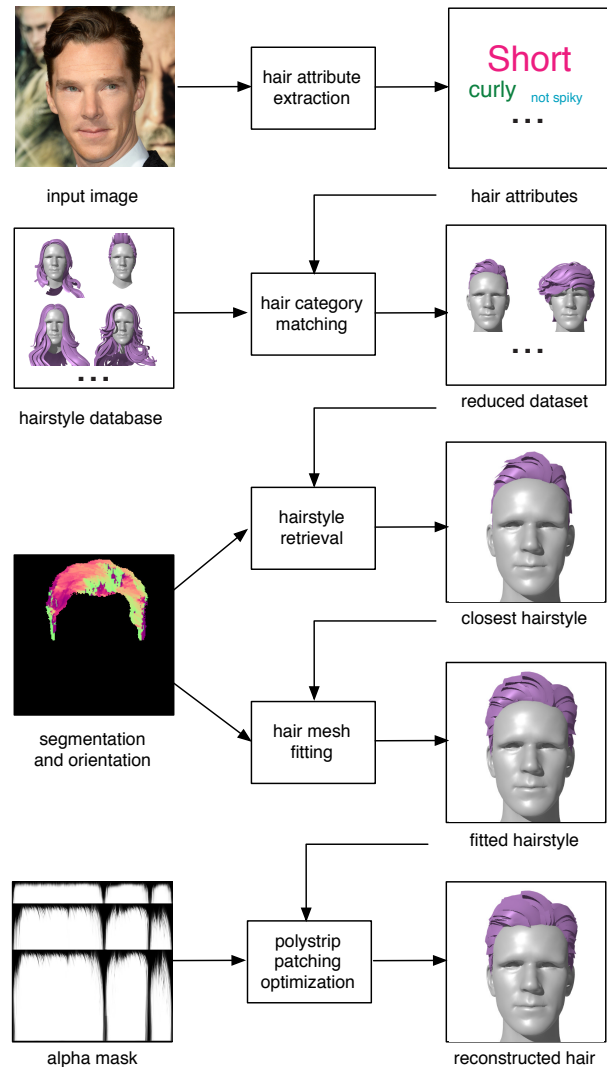 hair attribute
extraction
Short
curly
not spiky
...
input image
hair attributes
hair category
matching
...
...
hairstyle database
reduced dataset
hairstyle
retrieval
closest hairstyle
segmentation
and orientation
hair mesh
fitting
fitted hairstyle
polystrip
patching
optimization
alpha mask
reconstructed hair